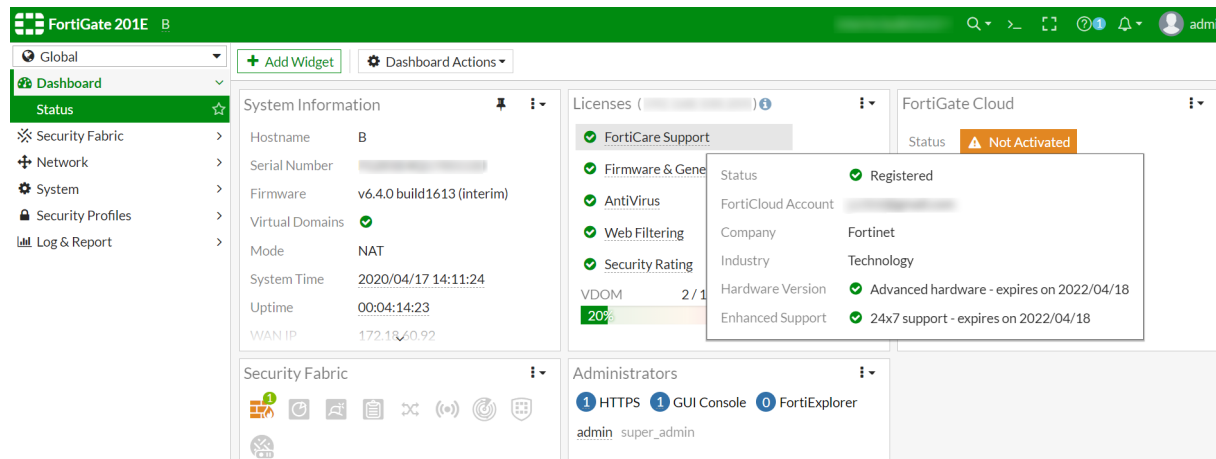 FortiGate 201E B
1
admi
Global
Add Widget
Dashboard Actions
Dashboard
Status
Security Fabric
Network
System
Security Profiles
Log & Report
System Information
Hostname B
Serial Number
Firmware v6.4.0 build1613 (interim)
Virtual Domains
Mode NAT
System Time 2020/04/17 14:11:24
Uptime 00:04:14:23
WAN IP 172.18.60.92
Licenses ( )
FortiCare Support
Firmware & Gene
AntiVirus
Web Filtering
Security Rating
VDOM 2 / 1
20%
FortiGate Cloud
Status Not Activated
Status Registered
FortiCloud Account
Company Fortinet
Industry Technology
Hardware Version Advanced hardware - expires on 2022/04/18
Enhanced Support 24x7 support - expires on 2022/04/18
Security Fabric
1
Administrators
1 HTTPS 1 GUI Console 0 FortiExplorer
admin super_admin